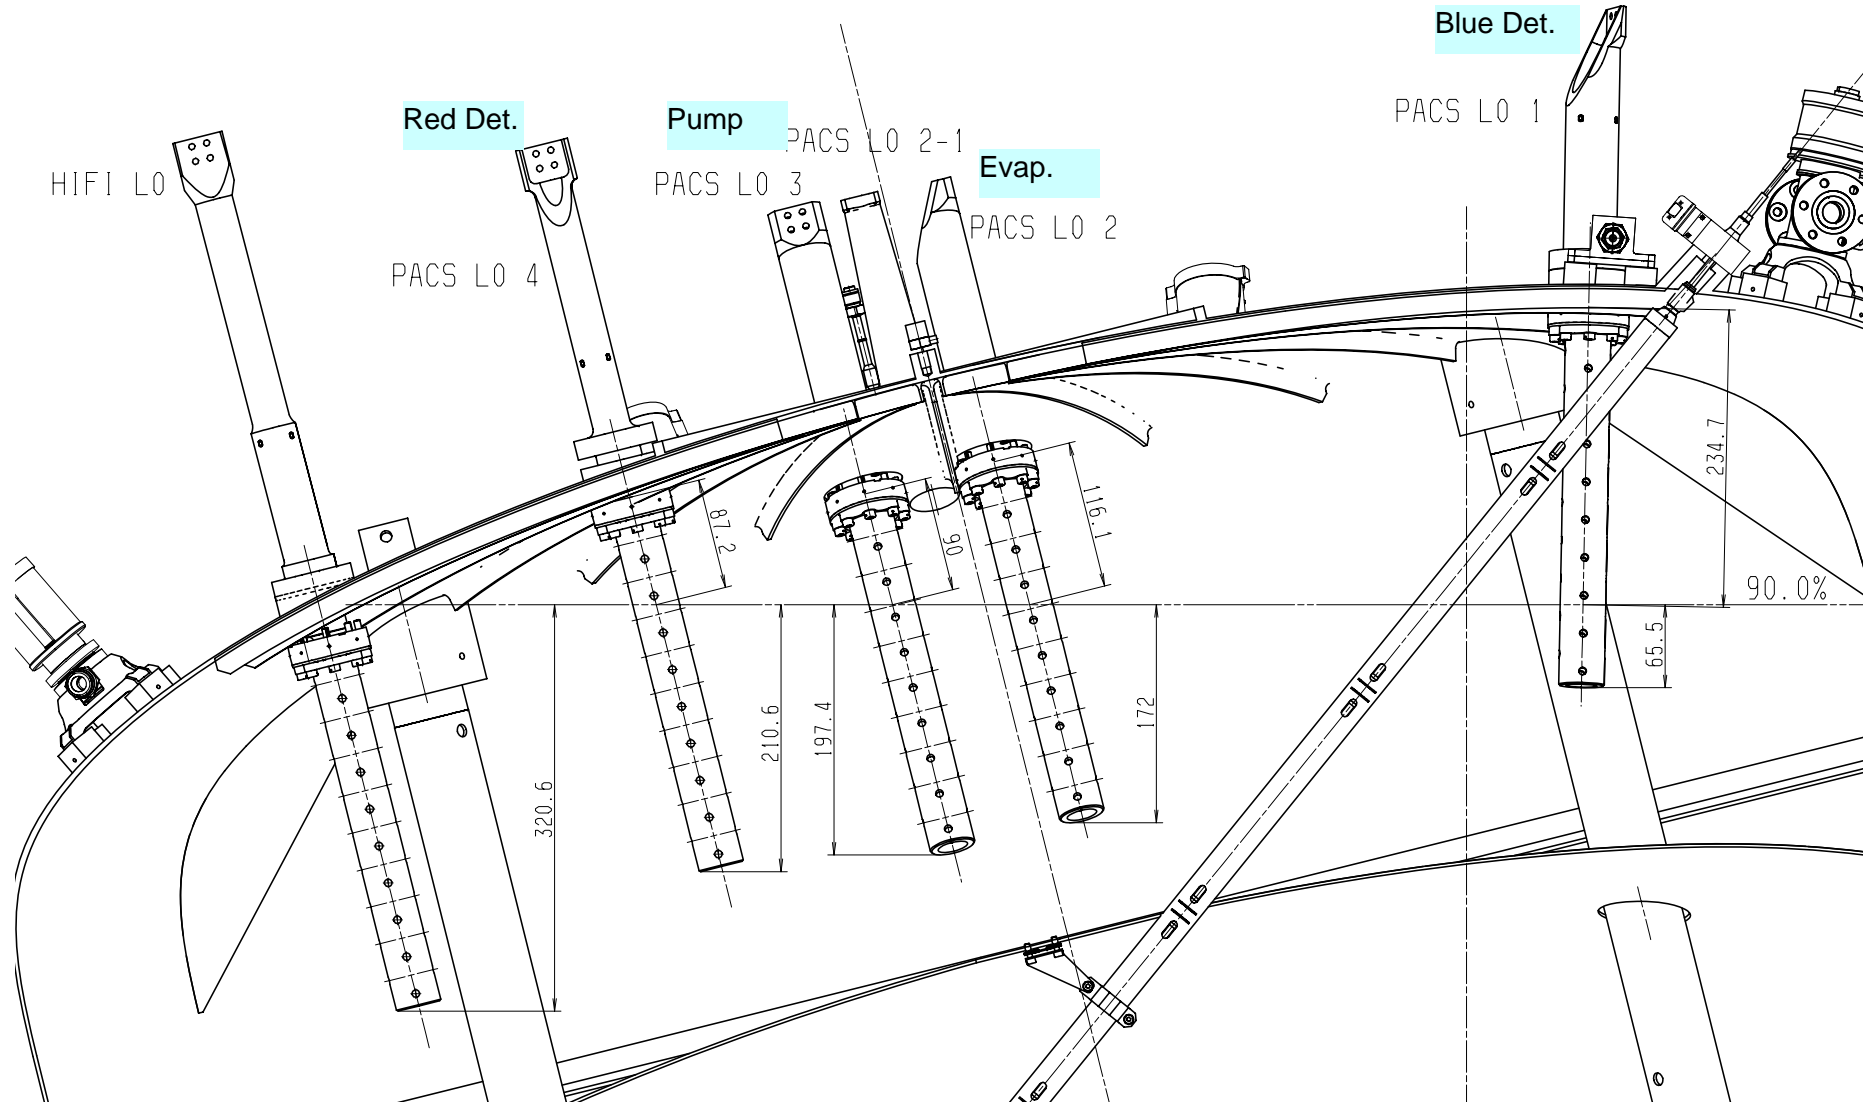 Blue Det.
PACS LO 1
Red Det.
Pump
PACS LO 2-1
Evap.
HIFI LO
PACS LO 3
PACS LO 2
PACS LO 4
87.2
90
116.1
234.7
90.0%
320.6
210.6
197.4
172
65.5